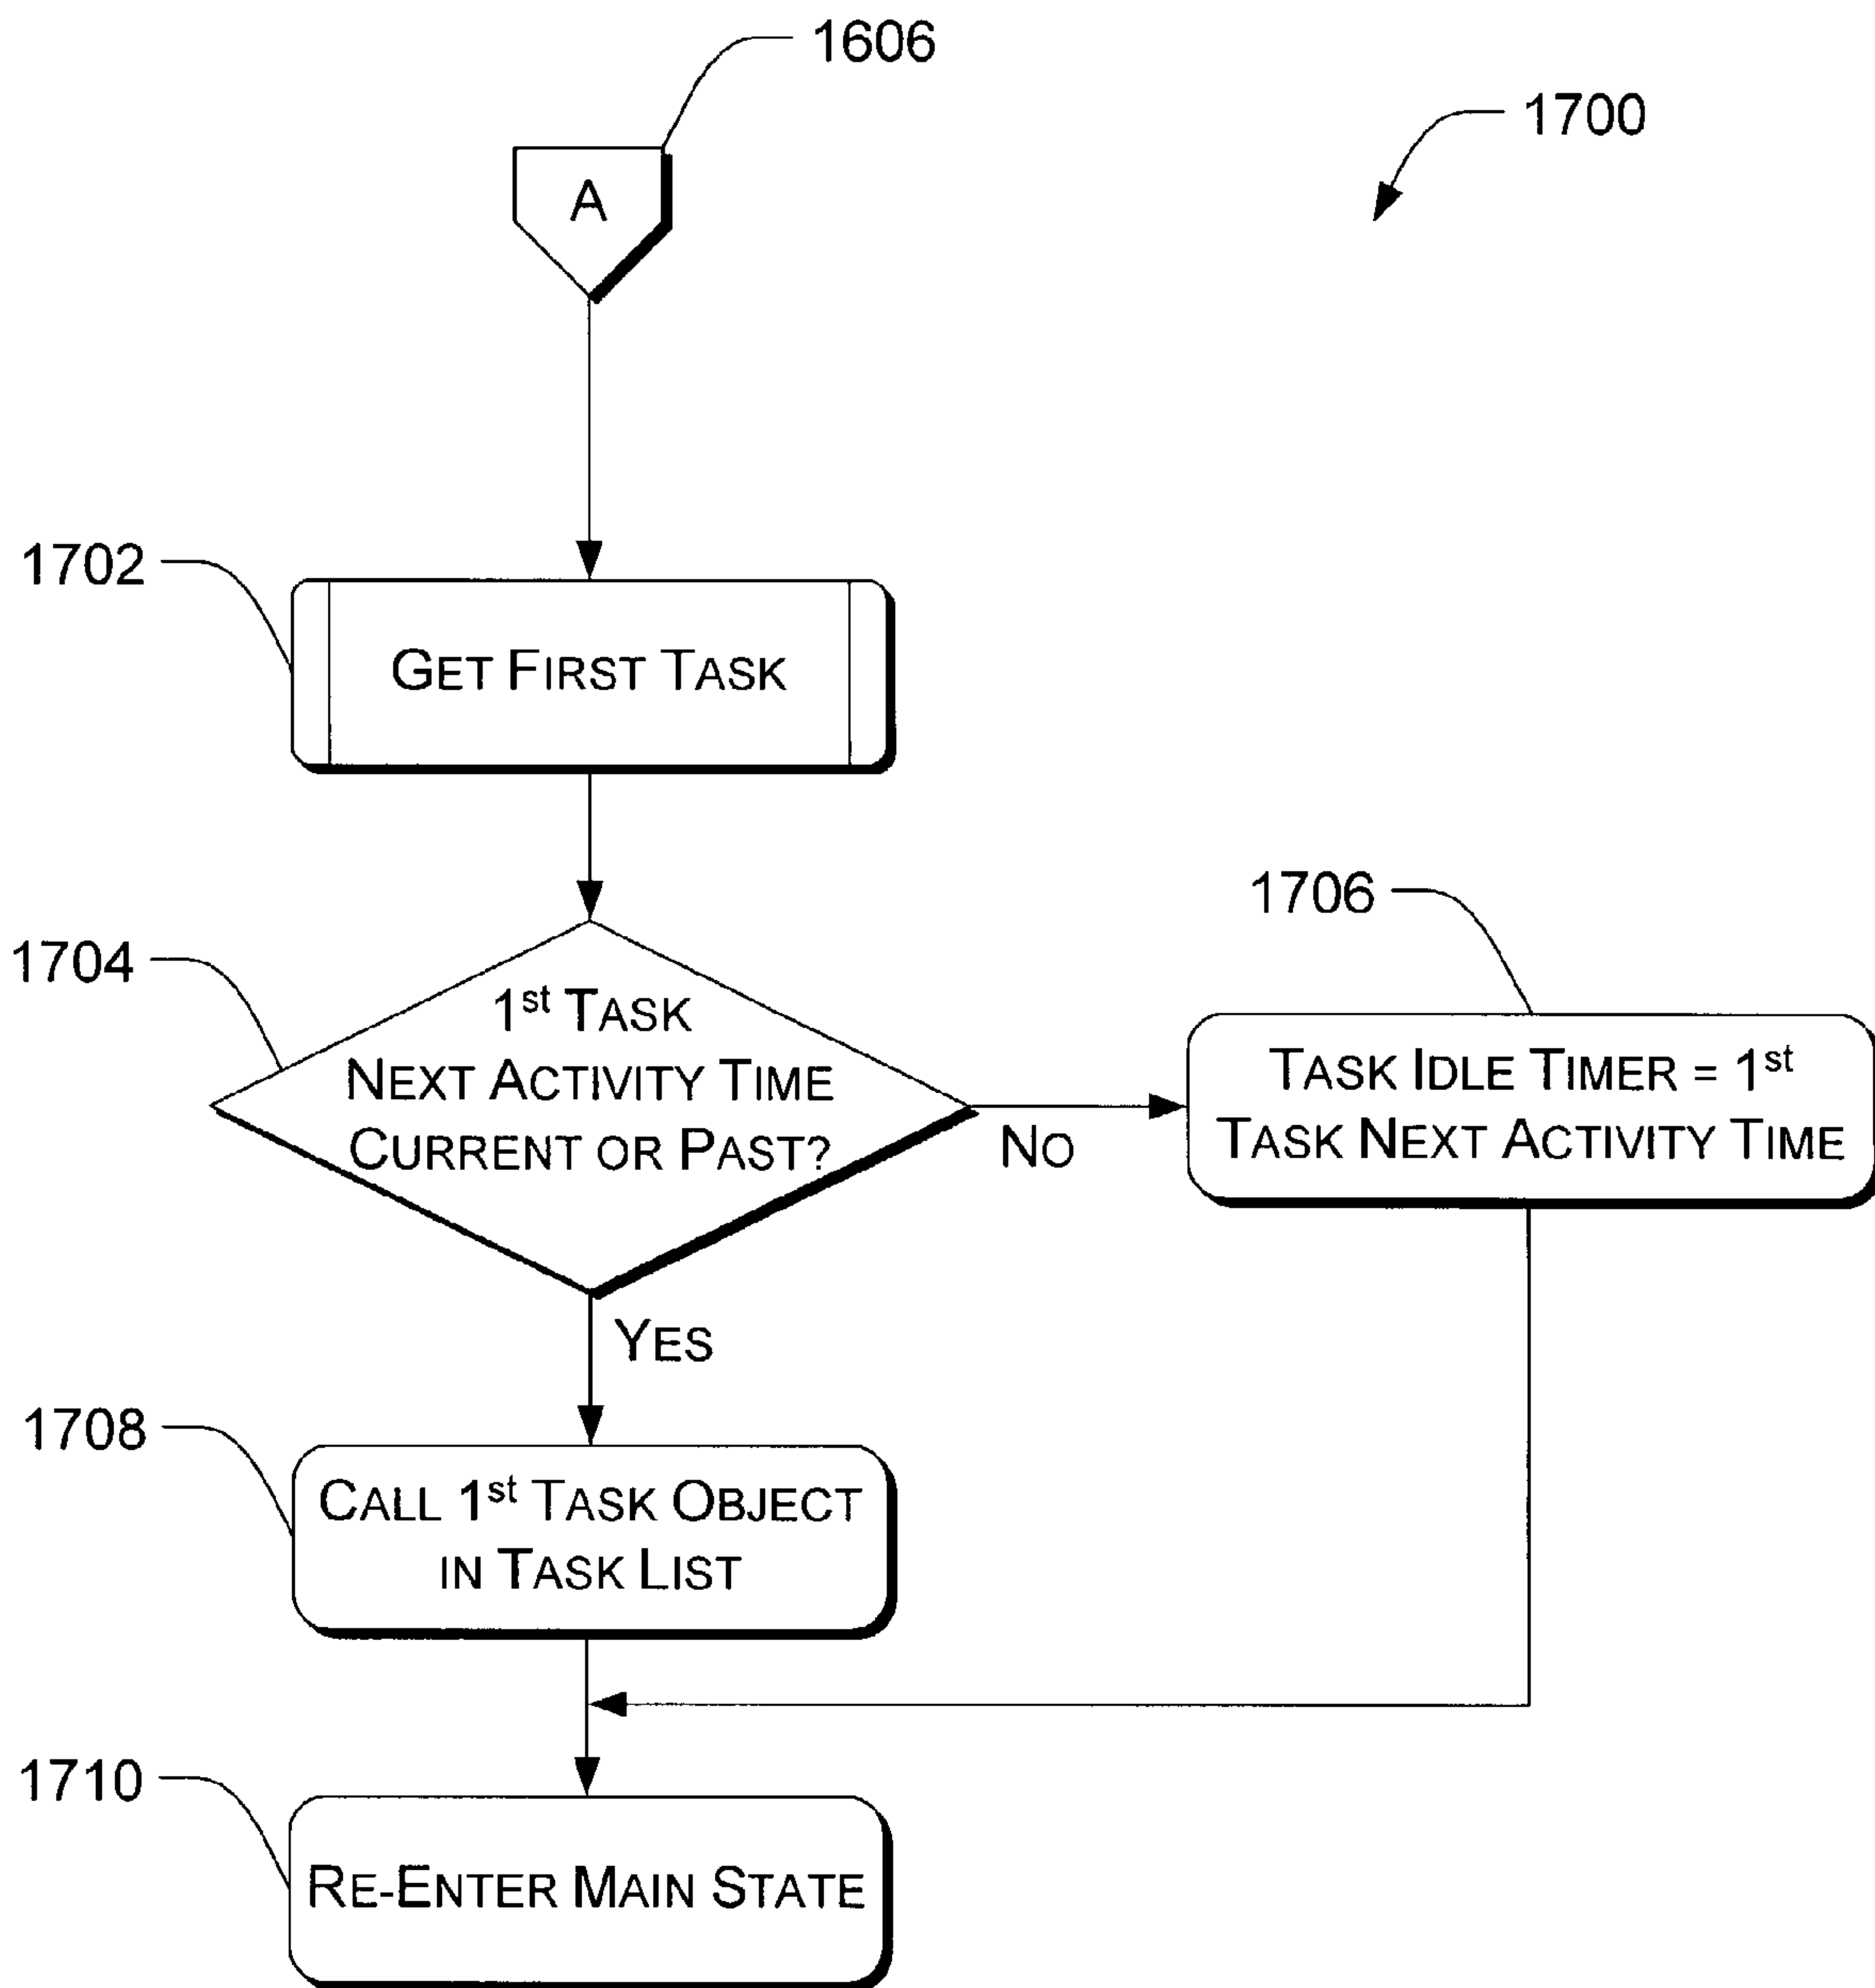 1606
1700
A
1702
GET FIRST TASK
1704
1st TASK
NEXT ACTIVITY TIME
CURRENT OR PAST?
NO
1706
TASK IDLE TIMER = 1st
TASK NEXT ACTIVITY TIME
YES
1708
CALL 1st TASK OBJECT
IN TASK LIST
1710
RE-ENTER MAIN STATE